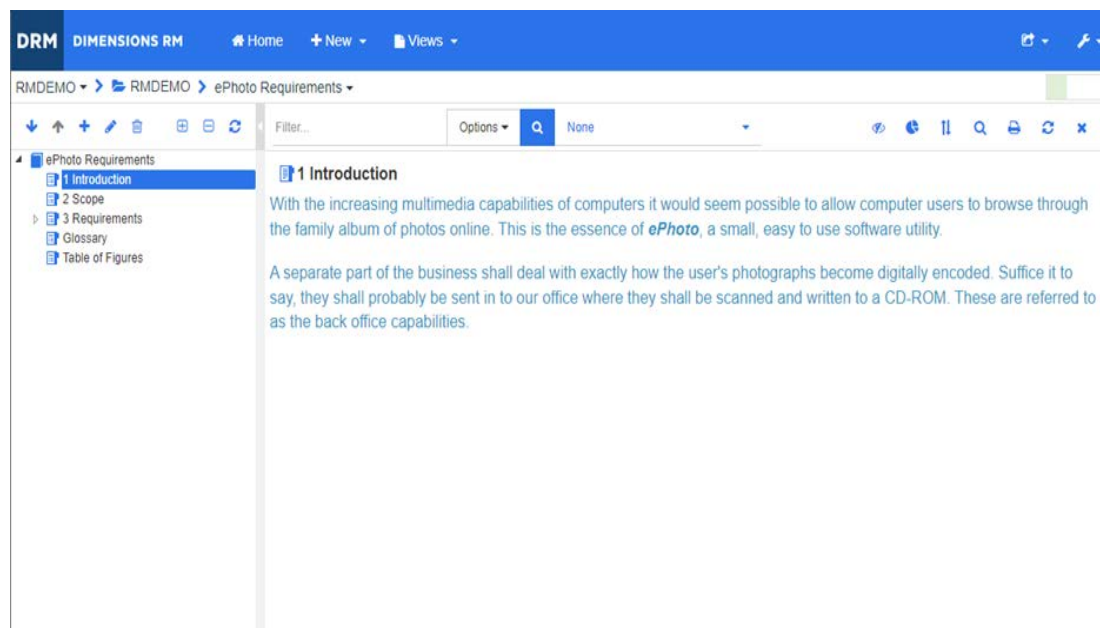 DRM DIMENSIONS RM Home New Views
RMDEMO RMDEMO ePhoto Requirements
Filter... Options None
ePhoto Requirements
1 Introduction
2 Scope
3 Requirements
Glossary
Table of Figures
1 Introduction
With the increasing multimedia capabilities of computers it would seem possible to allow computer users to browse through
the family album of photos online. This is the essence of ePhoto, a small, easy to use software utility.
A separate part of the business shall deal with exactly how the user's photographs become digitally encoded. Suffice it to
say, they shall probably be sent in to our office where they shall be scanned and written to a CD-ROM. These are referred to
as the back office capabilities.